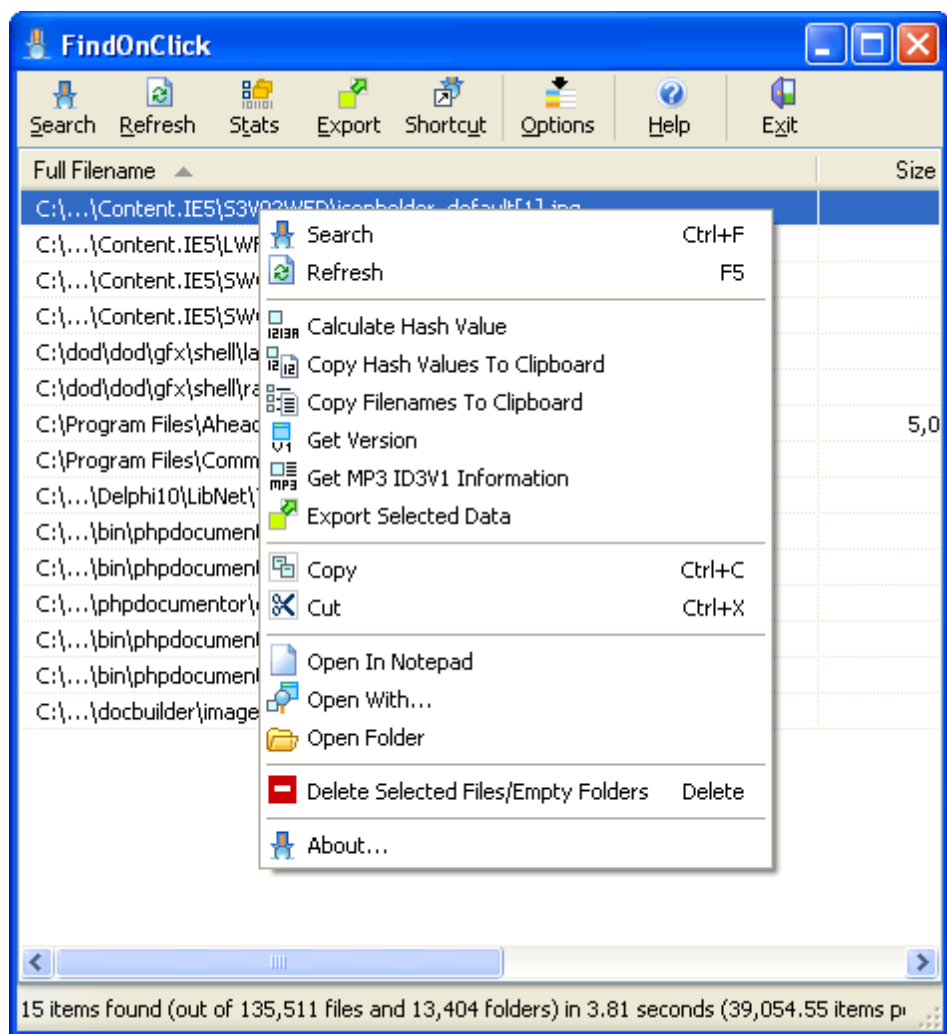 FindOnClick
Search Refresh Stats Export Shortcut Options Help Exit
Full Filename Size
C:\...\Content.IE5\
Search Ctrl+F
C:\...\Content.IE5\
Refresh F5
C:\...\Content.IE5\
C:\...\Content.IE5\
Calculate Hash Value
C:\dod\dod\gfx\shell\
Copy Hash Values To Clipboard
C:\dod\dod\gfx\shell\
Copy Filenames To Clipboard
C:\Program Files\Ahead 5,0
Get Version
C:\Program Files\Comm
Get MP3 ID3V1 Information
C:\...\Delphi10\LibNet\
Export Selected Data
C:\...\bin\phpdocument
C:\...\bin\phpdocument
Copy Ctrl+C
C:\...\phpdocumentor\
Cut Ctrl+X
C:\...\bin\phpdocument
Open In Notepad
C:\...\bin\phpdocument
Open With...
C:\...\docbuilder\image
Open Folder
Delete Selected Files/Empty Folders Delete
About...
15 items found (out of 135,511 files and 13,404 folders) in 3.81 seconds (39,054.55 items